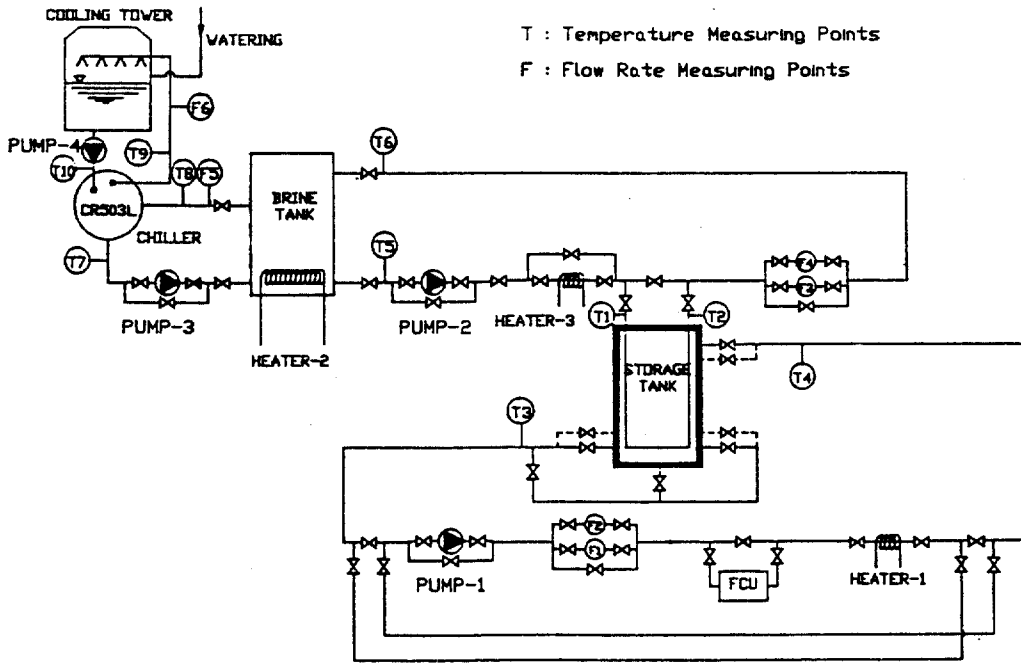 COOLING TOWER
WATERING
T : Temperature Measuring Points
F : Flow Rate Measuring Points
F6
PUMP-4
T9
T10
T8
F5
T6
CR503L
CHILLER
BRINE
TANK
T7
T5
F4
F3
PUMP-3
PUMP-2
HEATER-3
T1
T2
HEATER-2
STORAGE
TANK
T4
T3
F2
F1
PUMP-1
FCU
HEATER-1